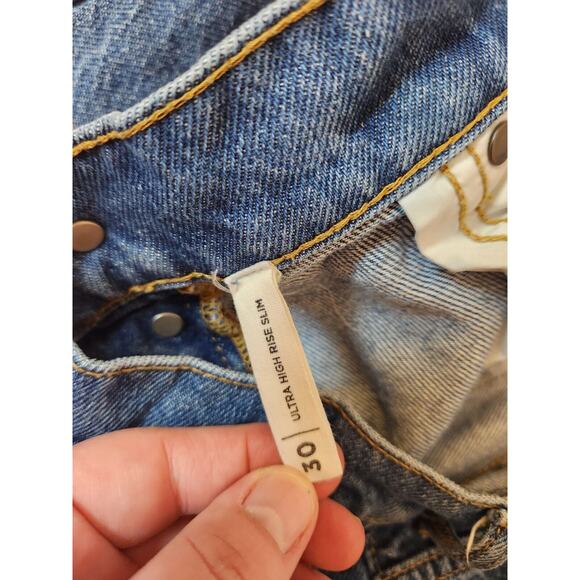 30 | ULTRA HIGH RISE SLIM